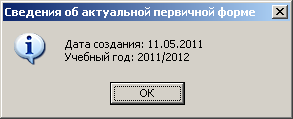 Сведения об актуальной первичной форме
Дата создания: 11.05.2011
Учебный год: 2011/2012
OK